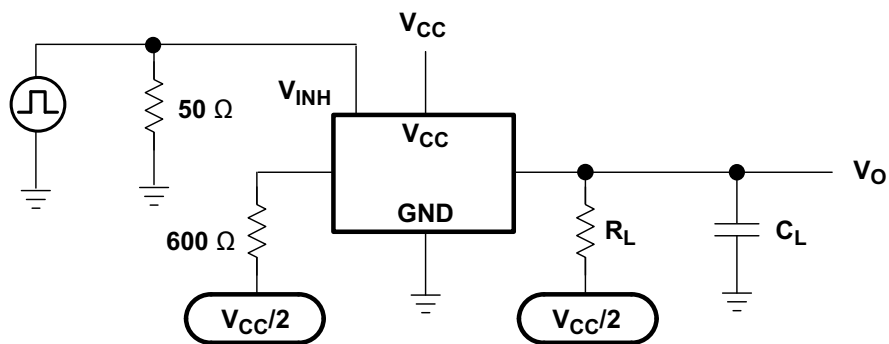 VCC
VINH
50 Ω
VCC
GND
VO
600 Ω
RL
CL
VCC/2
VCC/2